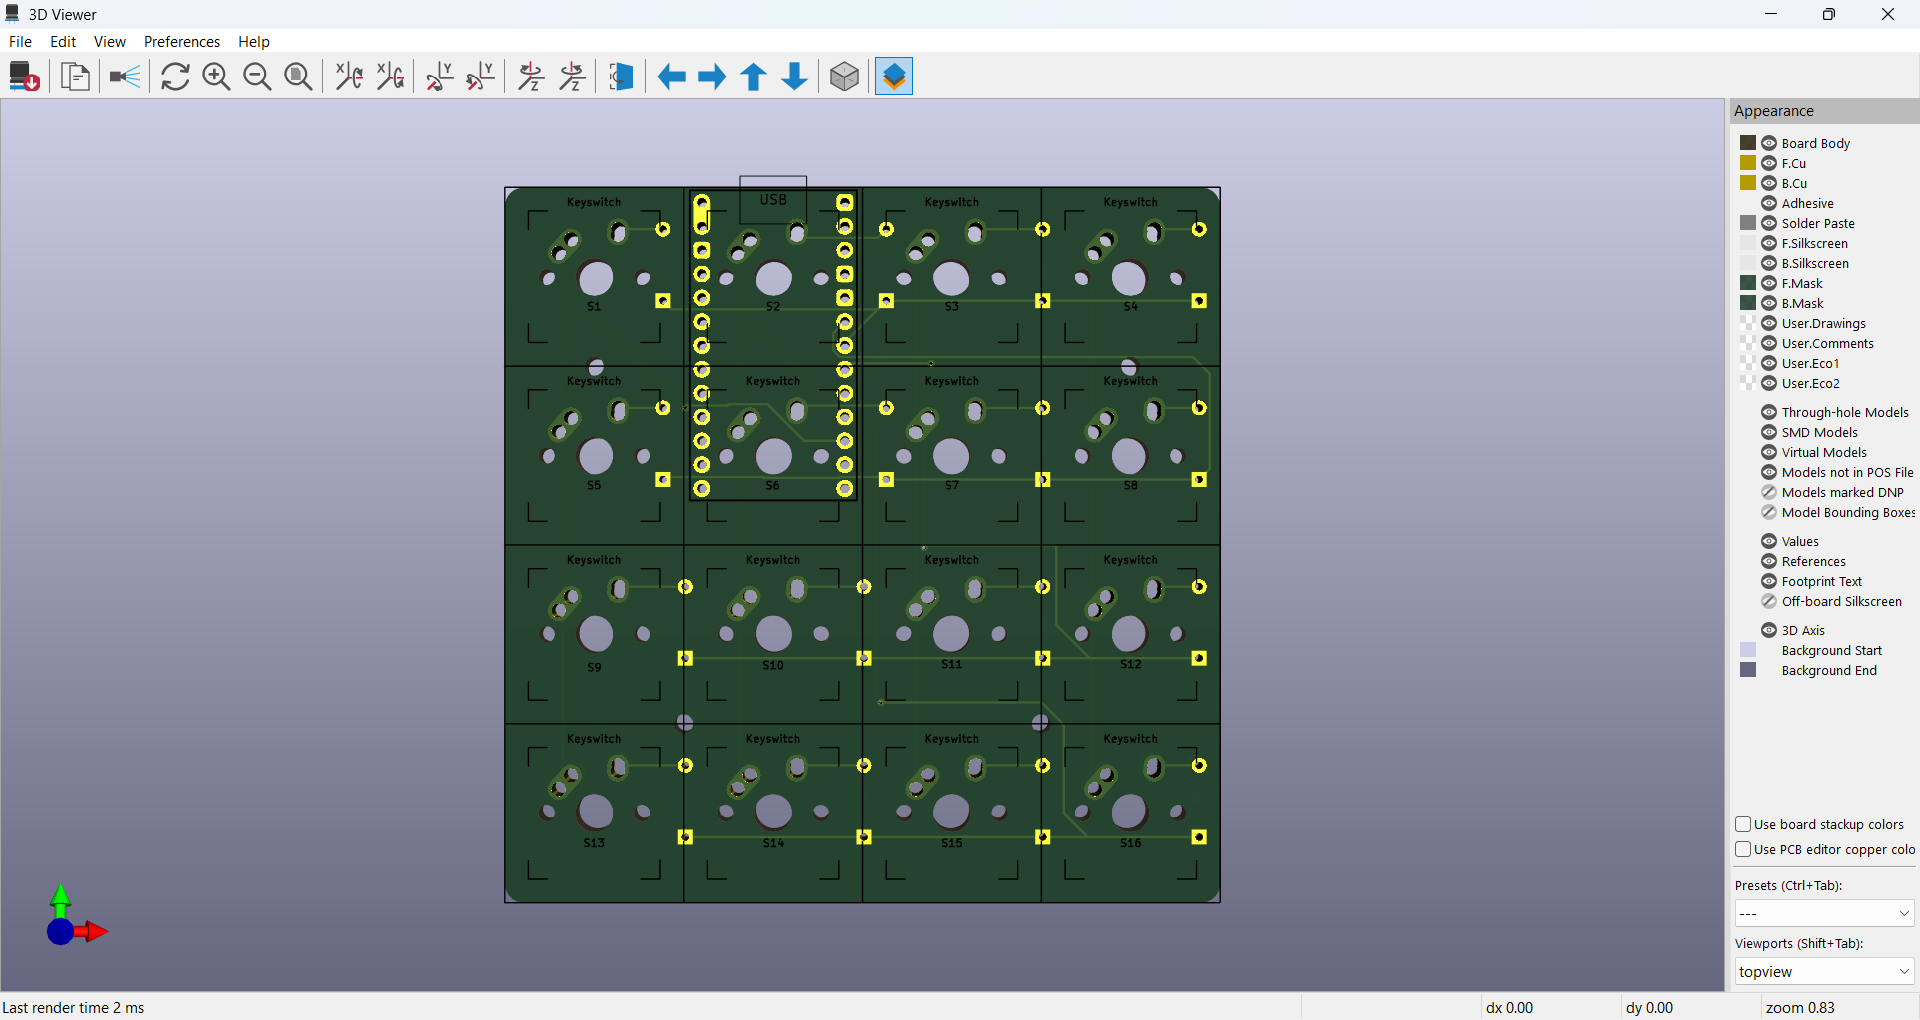 3D Viewer
File Edit View Preferences Help
Appearance
Board Body
F.Cu
B.Cu
Adhesive
Solder Paste
F.Silkscreen
B.Silkscreen
F.Mask
B.Mask
User.Drawings
User.Comments
User.Eco1
User.Eco2
Through-hole Models
SMD Models
Virtual Models
Models not in POS File
Models marked DNP
Model Bounding Boxes
Values
References
Footprint Text
Off-board Silkscreen
3D Axis
Background Start
Background End
Use board stackup colors
Use PCB editor copper colo
Presets (Ctrl+Tab):
---
Viewports (Shift+Tab):
topview
Keyswitch USB Keyswitch Keyswitch
S1 S2 S3 S4
Keyswitch Keyswitch Keyswitch Keyswitch
S5 S6 S7 S8
Keyswitch Keyswitch Keyswitch Keyswitch
S9 S10 S11 S12
Keyswitch Keyswitch Keyswitch Keyswitch
S13 S14 S15 S16
Last render time 2 ms dx 0.00 dy 0.00 zoom 0.83